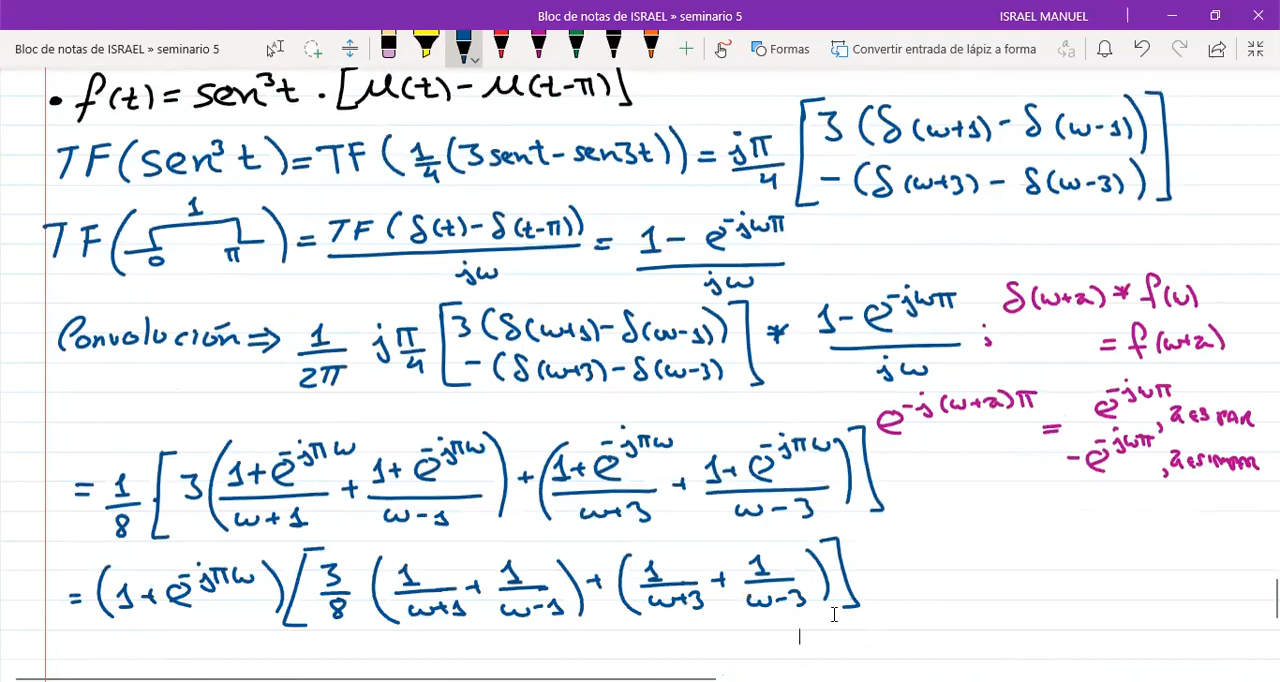 Bloc de notas de ISRAEL » seminario 5
ISRAEL MANUEL
Bloc de notas de ISRAEL » seminario 5
Formas
Convertir entrada de lápiz a forma
• f(t) = sen³t · [μ(t) - μ(t-π)]
TF(sen³ t) = TF(1/4 (3sent - sen3t)) = jπ/4 [3(δ(ω+1) - δ(ω-1)) - (δ(ω+3) - δ(ω-3))]
TF( 1 0 π ) = TF(δ(t) - δ(t-π))/jω = 1 - e^-jωπ/jω
Convolución ⇒ 1/2π jπ/4 [3(δ(ω+1) - δ(ω-1)) - (δ(ω+3) - δ(ω-3))] * 1 - e^-jωπ/jω ; δ(ω+a) * f(ω)
= f(ω+a)
e^-j(ω+a)π = e^-jωπ, a ES PAR
-e^-jωπ, a es impar
= 1/8 [3(1+e^-jπω/ω+1 + 1+e^-jπω/ω-1) + (1+e^-jπω/ω+3 + 1+e^-jπω/ω-3)]
= (1+e^-jπω)[3/8 (1/ω+1 + 1/ω-1) + (1/ω+3 + 1/ω-3)]